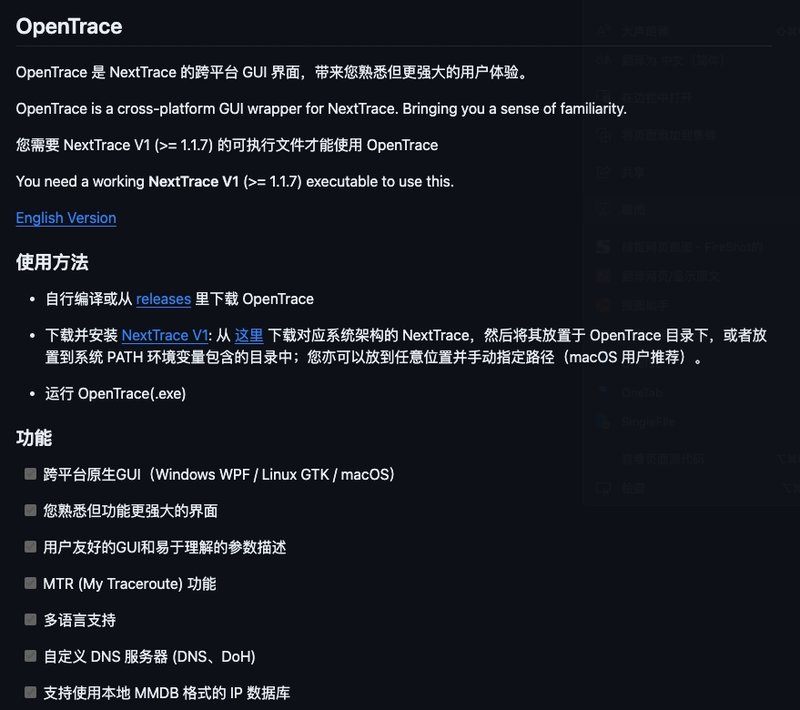 OpenTrace
OpenTrace 是 NextTrace 的跨平台 GUI 界面，带来您熟悉但更强大的用户体验。
OpenTrace is a cross-platform GUI wrapper for NextTrace. Bringing you a sense of familiarity.
您需要 NextTrace V1 (>= 1.1.7) 的可执行文件才能使用 OpenTrace
You need a working NextTrace V1 (>= 1.1.7) executable to use this.
English Version
使用方法
自行编译或从 releases 里下载 OpenTrace
下载并安装 NextTrace V1: 从 这里 下载对应系统架构的 NextTrace，然后将其放置于 OpenTrace 目录下，或者放
置到系统 PATH 环境变量包含的目录中；您亦可以放到任意位置并手动指定路径（macOS 用户推荐）。
运行 OpenTrace(.exe)
功能
跨平台原生GUI（Windows WPF / Linux GTK / macOS）
您熟悉但功能更强大的界面
用户友好的GUI和易于理解的参数描述
MTR (My Traceroute) 功能
多语言支持
自定义 DNS 服务器 (DNS、DoH)
支持使用本地 MMDB 格式的 IP 数据库
OneTab
SingleFile